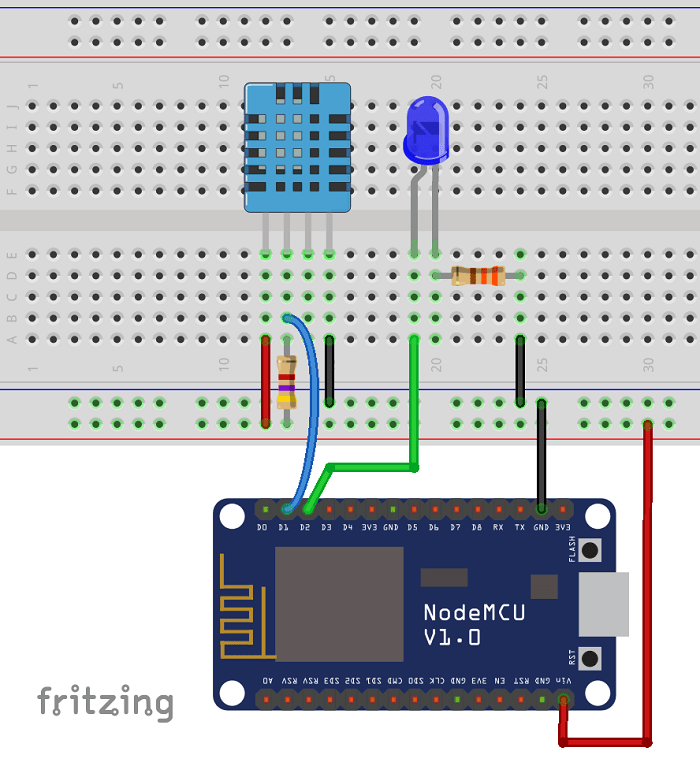 1 5 10 5 20 25 30
J
I
H
G
F
E
D
C
B
A
1 5 10 20 25 30
D0 D1 D2 D3 D4 3V3 GND D5 D6 D7 D8 RX TX GND 3V3
FLASH
NodeMCU
V1.0
RST
A0 RSV RSV SD3 SD2 SD1 CMD SD0 CLK GND 3V3 EN RST GND Vin
fritzing